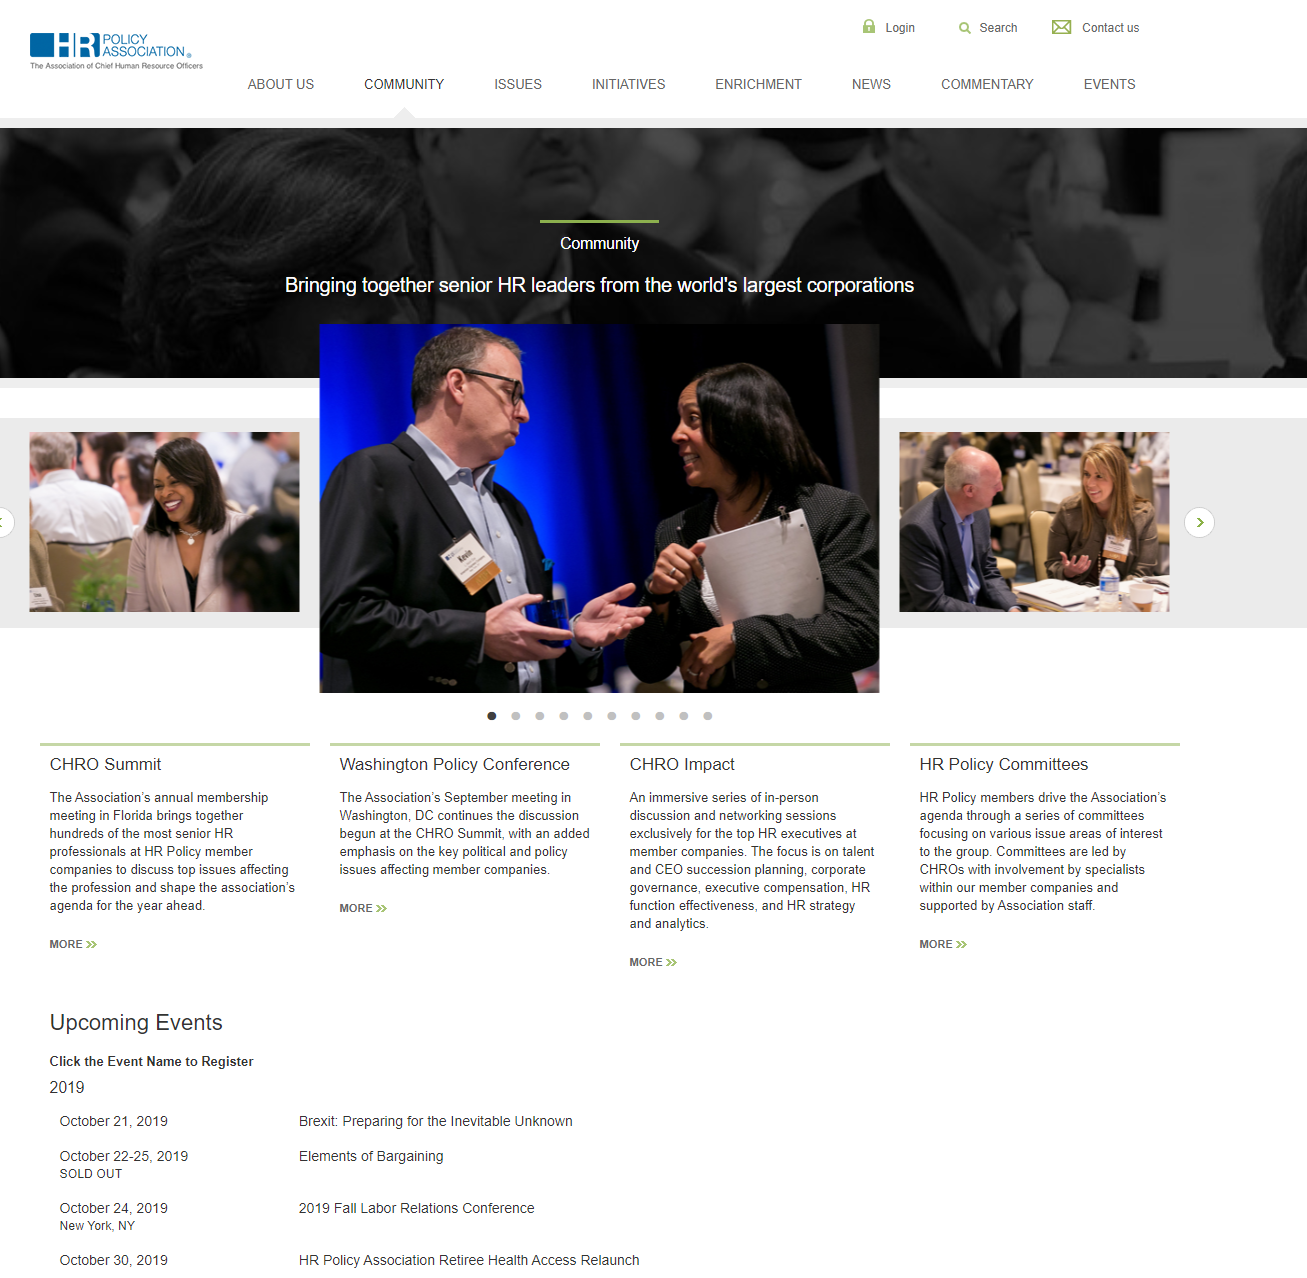 Login
Search
Contact us
HR POLICY
ASSOCIATION®
The Association of Chief Human Resource Officers
ABOUT US
COMMUNITY
ISSUES
INITIATIVES
ENRICHMENT
NEWS
COMMENTARY
EVENTS
Community
Bringing together senior HR leaders from the world's largest corporations
Kevin
CHRO Summit
The Association’s annual membership
meeting in Florida brings together
hundreds of the most senior HR
professionals at HR Policy member
companies to discuss top issues affecting
the profession and shape the association’s
agenda for the year ahead.
MORE
Washington Policy Conference
The Association’s September meeting in
Washington, DC continues the discussion
begun at the CHRO Summit, with an added
emphasis on the key political and policy
issues affecting member companies.
MORE
CHRO Impact
An immersive series of in-person
discussion and networking sessions
exclusively for the top HR executives at
member companies. The focus is on talent
and CEO succession planning, corporate
governance, executive compensation, HR
function effectiveness, and HR strategy
and analytics.
MORE
HR Policy Committees
HR Policy members drive the Association’s
agenda through a series of committees
focusing on various issue areas of interest
to the group. Committees are led by
CHROs with involvement by specialists
within our member companies and
supported by Association staff.
MORE
Upcoming Events
Click the Event Name to Register
2019
October 21, 2019 Brexit: Preparing for the Inevitable Unknown
October 22-25, 2019 Elements of Bargaining
SOLD OUT
October 24, 2019 2019 Fall Labor Relations Conference
New York, NY
October 30, 2019 HR Policy Association Retiree Health Access Relaunch